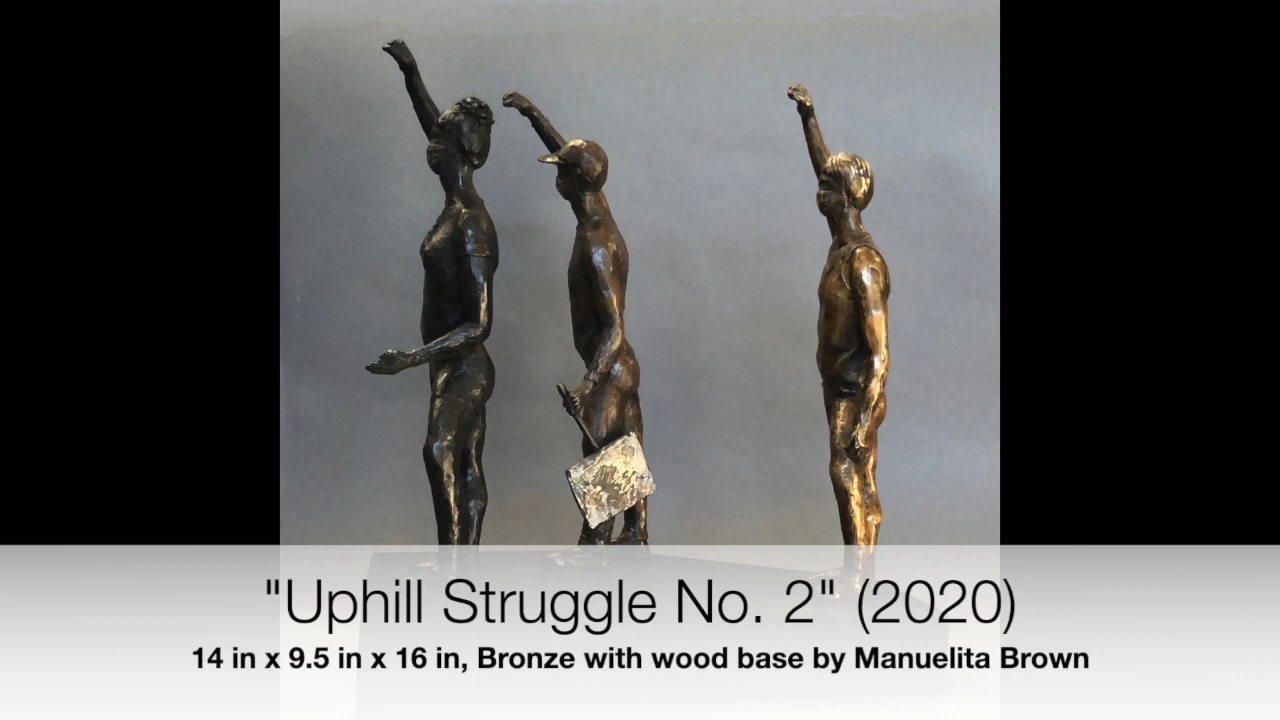 "Uphill Struggle No. 2" (2020)
14 in x 9.5 in x 16 in, Bronze with wood base by Manuelita Brown